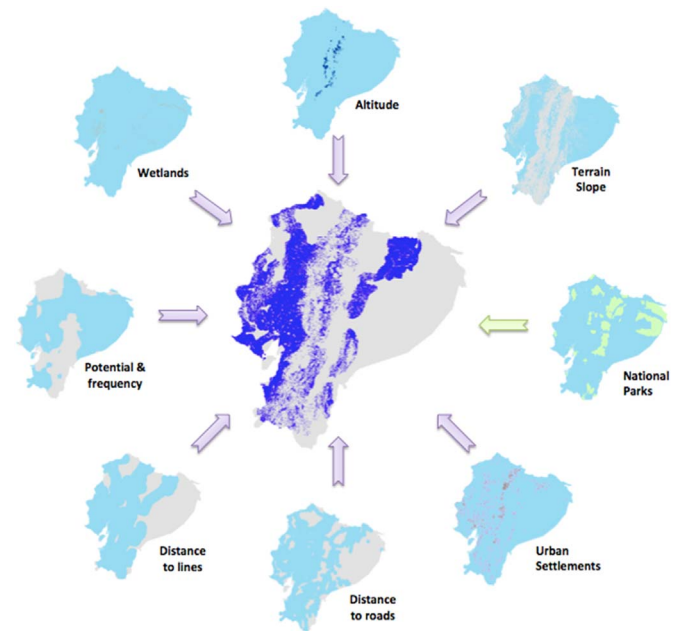 Altitude
Wetlands
Terrain
Slope
Potential &
frequency
National
Parks
Distance
to lines
Distance
to roads
Urban
Settlements